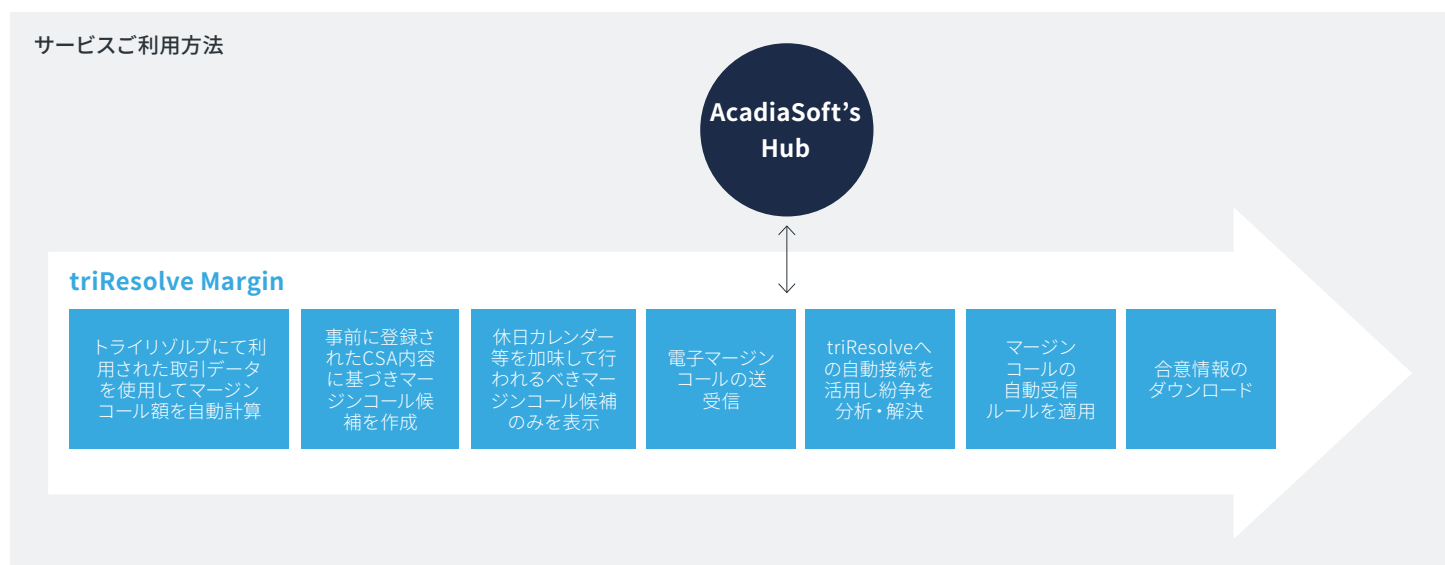 サービスご利用方法
AcadiaSoft’s
Hub
triResolve Margin
トライリゾルブにて利
用された取引データ
を使用してマージン
コール額を自動計算
事前に登録さ
れたCSA内容
に基づきマー
ジンコール候
補を作成
休日カレンダー
等を加味して行
われるべきマー
ジンコール候補
のみを表示
電子マージン
コールの送
受信
triResolveへ
の自動接続を
活用し紛争を
分析・解決
マージン
コールの
自動受信
ルールを適用
合意情報の
ダウンロード